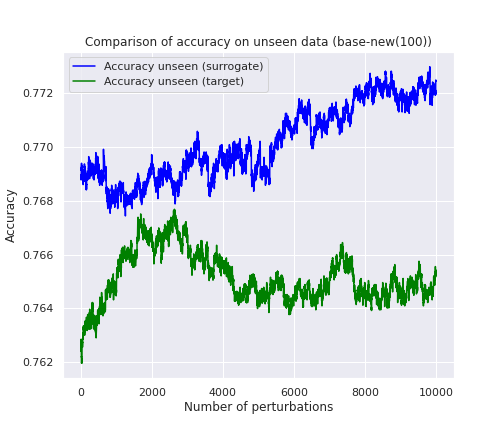 Comparison of accuracy on unseen data (base-new(100))
Accuracy unseen (surrogate)
Accuracy unseen (target)
0.772
0.770
0.768
0.766
0.764
0.762
Accuracy
0 2000 4000 6000 8000 10000
Number of perturbations